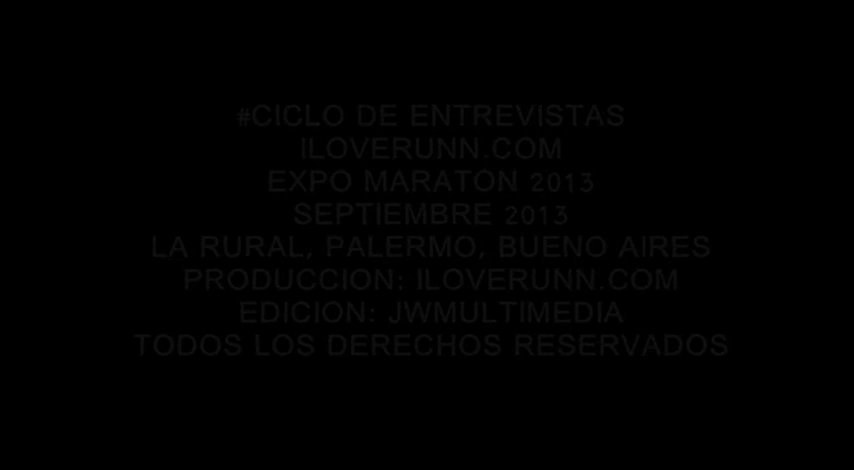 #CICLO DE ENTREVISTAS
ILOVERUNN.COM
EXPO MARATON 2013
SEPTIEMBRE 2013
LA RURAL, PALERMO, BUENO AIRES
PRODUCCION: ILOVERUNN.COM
EDICION: JWMULTIMEDIA
TODOS LOS DERECHOS RESERVADOS